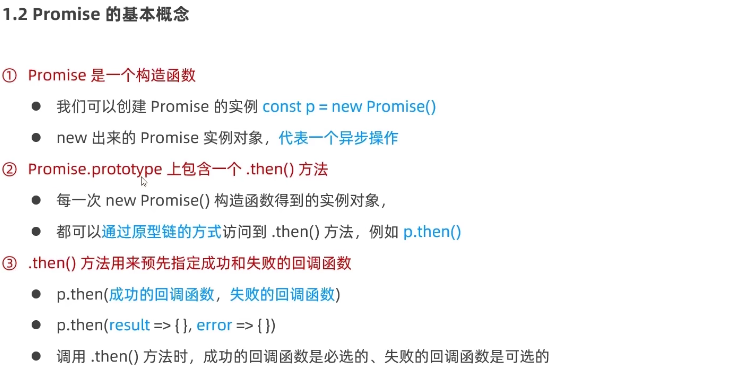 1.2 Promise 的基本概念
① Promise 是一个构造函数
● 我们可以创建 Promise 的实例 const p = new Promise()
● new 出来的 Promise 实例对象，代表一个异步操作
② Promise.prototype 上包含一个 .then() 方法
● 每一次 new Promise() 构造函数得到的实例对象，
● 都可以通过原型链的方式访问到 .then() 方法，例如 p.then()
③ .then() 方法用来预先指定成功和失败的回调函数
● p.then(成功的回调函数，失败的回调函数)
● p.then(result => { }, error => { })
● 调用 .then() 方法时，成功的回调函数是必选的、失败的回调函数是可选的